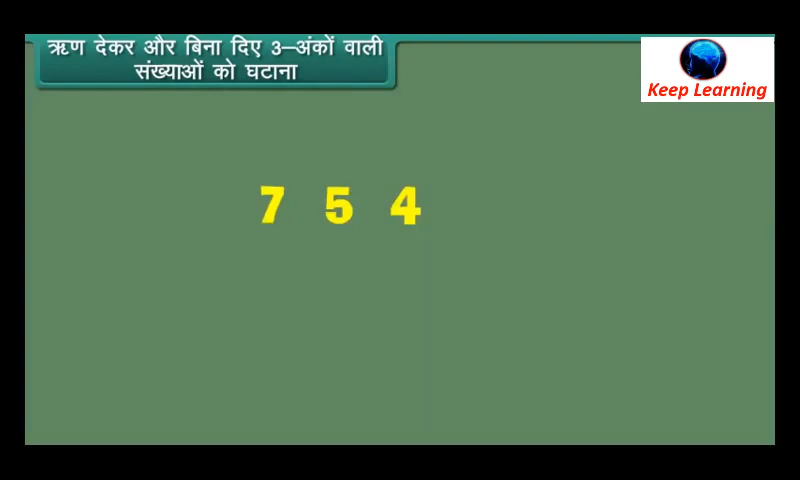 ऋण देकर और बिना दिए 3–अंकों वाली
संख्याओं को घटाना
Keep Learning
7 5 4